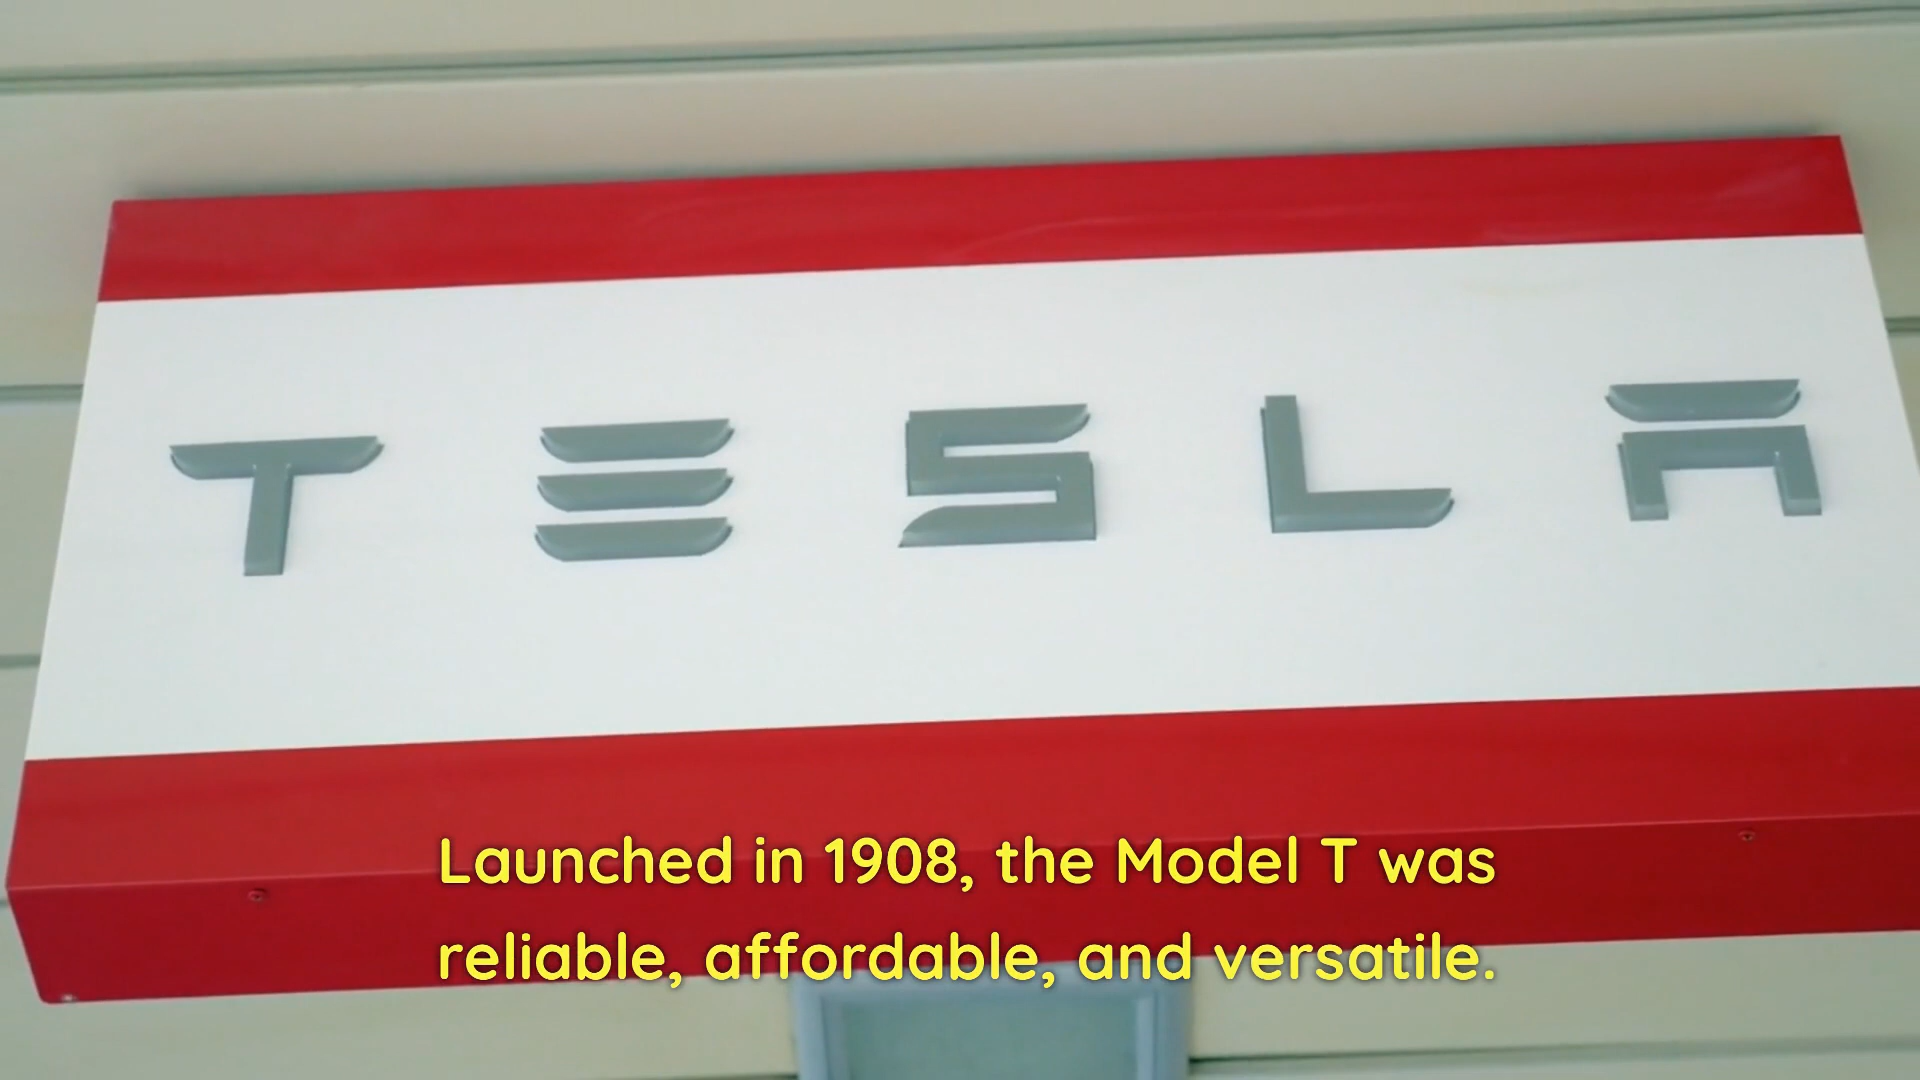 TESLA
Launched in 1908, the Model T was
reliable, affordable, and versatile.